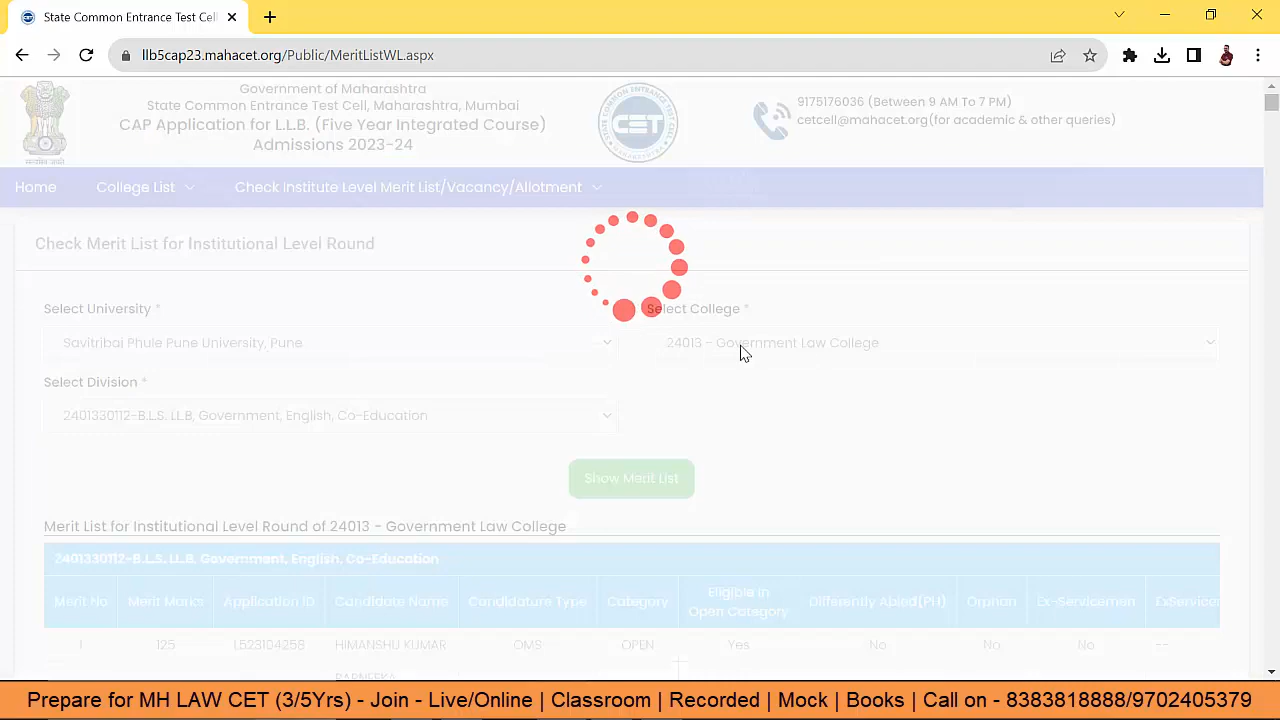 State Common Entrance Test Cel
llb5cap23.mahacet.org/Public/MeritListWL.aspx
Government of Maharashtra
State Common Entrance Test Cell, Maharashtra, Mumbai
CAP Application for L.L.B. (Five Year Integrated Course)
Admissions 2023-24
CET
9175176036 (Between 9 AM To 7 PM)
cetcell@mahacet.org(for academic & other queries)
Home
College List
Check Institute Level Merit List/Vacancy/Allotment
Check Merit List for Institutional Level Round
Select University *
Select College *
Savitribai Phule Pune University, Pune
24013 - Government Law College
Select Division *
2401330112-B.L.S. LL.B, Government, English, Co-Education
Show Merit List
Merit List for Institutional Level Round of 24013 - Government Law College
2401330112-B.L.S. LL.B, Government, English, Co-Education
Merit No Merit Marks Application ID Candidate Name Candidature Type Category Eligible In Open Category Differently Abled(PH) Orphan Ex-Servicemen ExServicer
1 125 L523104258 HIMANSHU KUMAR OMS OPEN Yes No No No --
Prepare for MH LAW CET (3/5Yrs) - Join - Live/Online | Classroom | Recorded | Mock | Books | Call on - 8383818888/9702405379